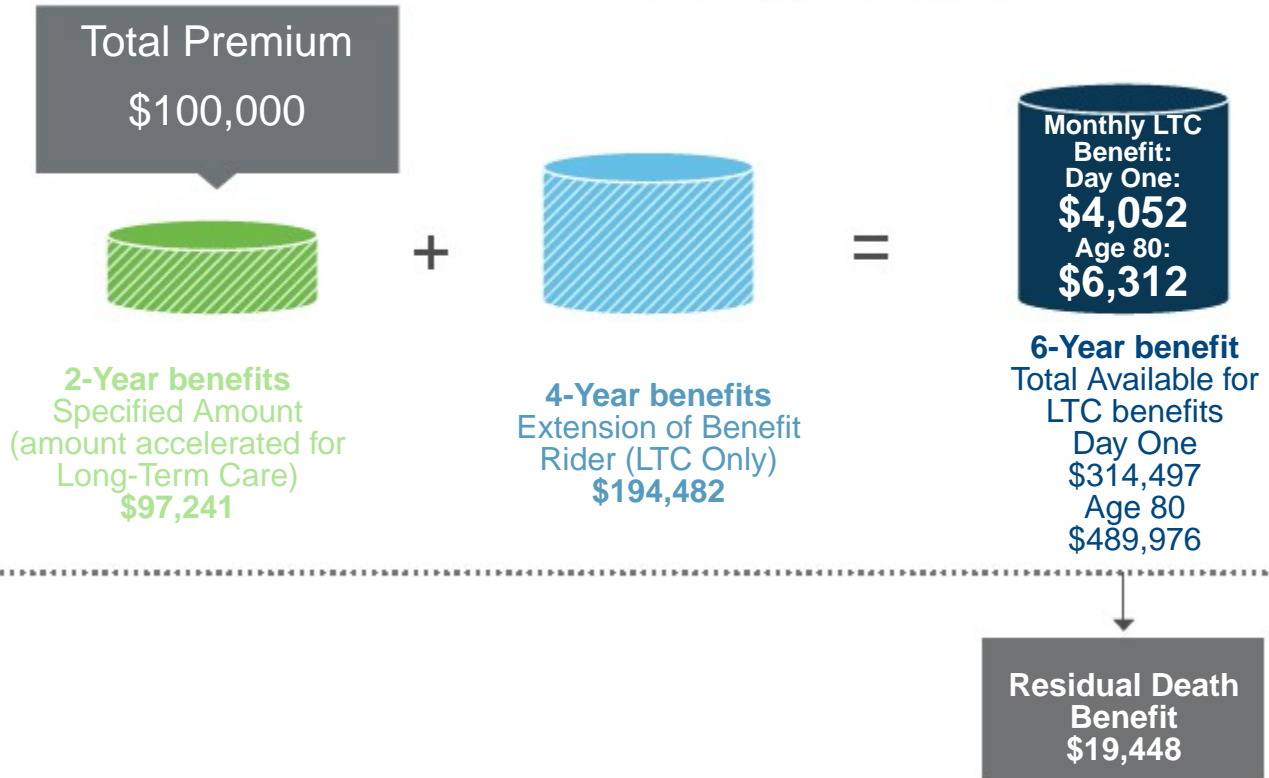 Total Premium
$100,000
+
=
Monthly LTC
Benefit:
Day One:
$4,052
Age 80:
$6,312
2-Year benefits
Specified Amount
(amount accelerated for
Long-Term Care)
$97,241
4-Year benefits
Extension of Benefit
Rider (LTC Only)
$194,482
6-Year benefit
Total Available for
LTC benefits
Day One
$314,497
Age 80
$489,976
Residual Death
Benefit
$19,448